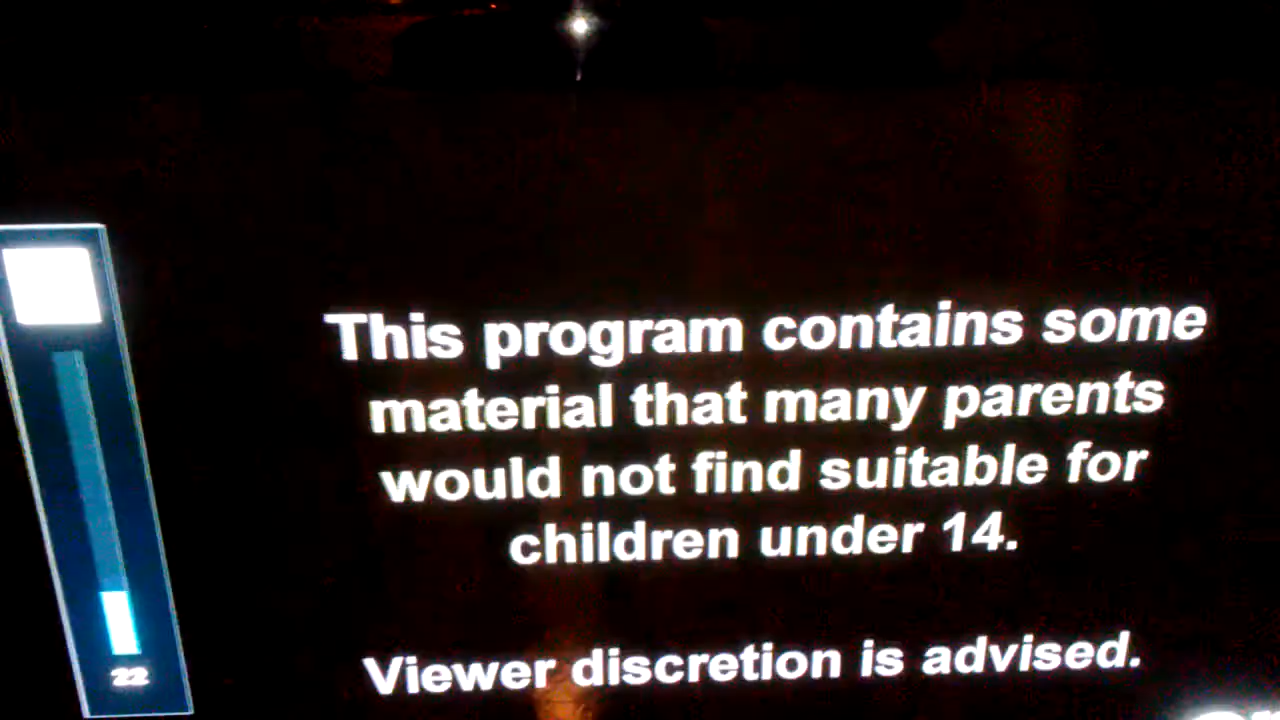 This program contains some
material that many parents
would not find suitable for
children under 14.
Viewer discretion is advised.
22